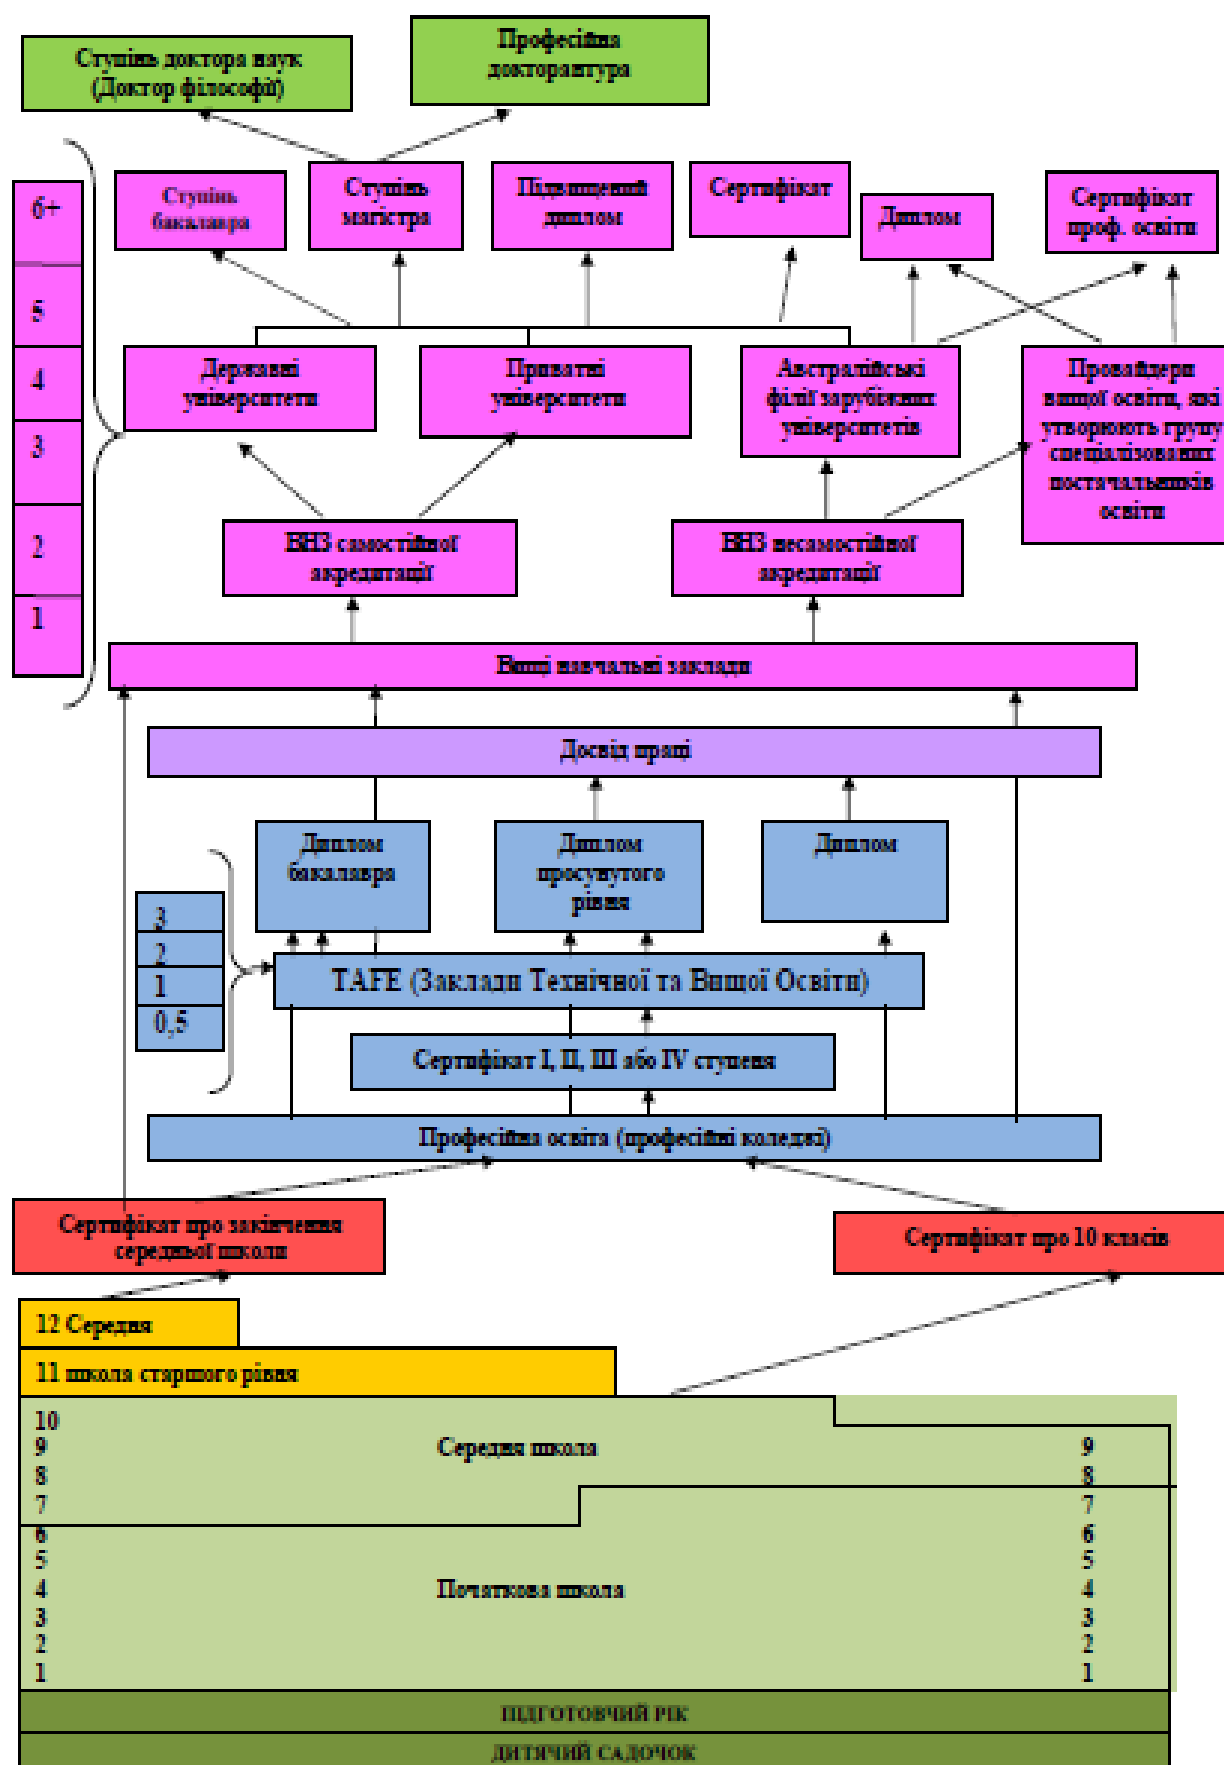 Ступінь доктора наук
(Доктор філософії)
Професійна
докторантура
6+
5
4
3
2
1
Ступінь
бакалавра
Ступінь
магістра
Підвищений
диплом
Сертифікат
Диплом
Сертифікат
проф. освіти
Державні
університети
Приватні
університети
Австралійські
філії зарубіжних
університетів
Провайдери
вищої освіти, які
утворюють групу
спеціалізованих
постачальників
освіти
ВНЗ самостійної
акредитації
ВНЗ несамостійної
акредитації
Вищі навчальні заклади
Досвід праці
Диплом
бакалавра
Диплом
просунутого
рівня
Диплом
3
2
1
0,5
TAFE (Заклади Технічної та Вищої Освіти)
Сертифікат І, ІІ, ІІІ або IV ступеня
Професійна освіта (професійні коледжі)
Сертифікат про закінчення
середньої школи
Сертифікат про 10 класів
12 Середня
11 школа старшого рівня
10
9 Середня школа 9
8 8
7 7
6 6
5 5
4 Початкова школа 4
3 3
2 2
1 1
ПІДГОТОВЧИЙ РІК
ДИТЯЧИЙ САДОЧОК